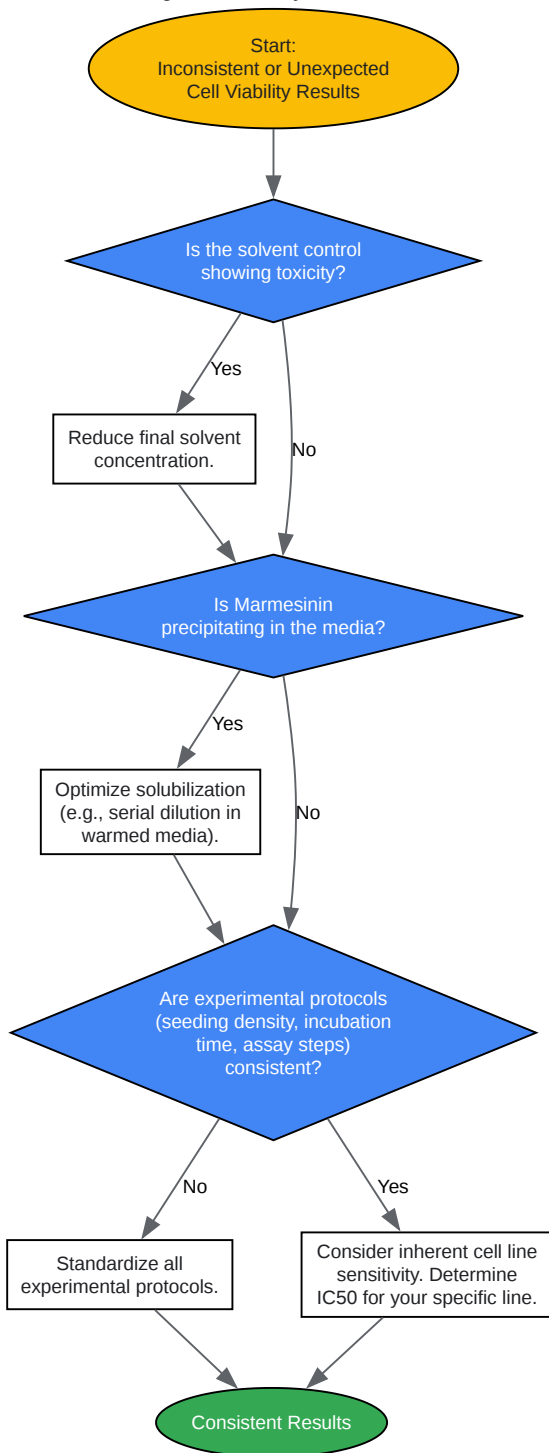 Start:
Inconsistent or Unexpected
Cell Viability Results
Is the solvent control
showing toxicity?
Yes
Reduce final solvent
concentration.
No
Is Marmesinin
precipitating in the media?
Yes
Optimize solubilization
(e.g., serial dilution in
warmed media).
No
Are experimental protocols
(seeding density, incubation
time, assay steps)
consistent?
No
Yes
Standardize all
experimental protocols.
Consider inherent cell line
sensitivity. Determine
IC50 for your specific line.
Consistent Results